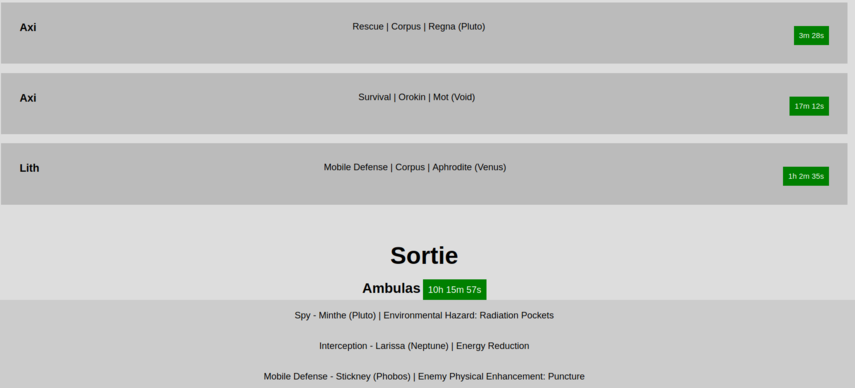 Axi
Rescue | Corpus | Regna (Pluto)
3m 28s
Axi
Survival | Orokin | Mot (Void)
17m 12s
Lith
Mobile Defense | Corpus | Aphrodite (Venus)
1h 2m 35s
Sortie
Ambulas 10h 15m 57s
Spy - Minthe (Pluto) | Environmental Hazard: Radiation Pockets
Interception - Larissa (Neptune) | Energy Reduction
Mobile Defense - Stickney (Phobos) | Enemy Physical Enhancement: Puncture